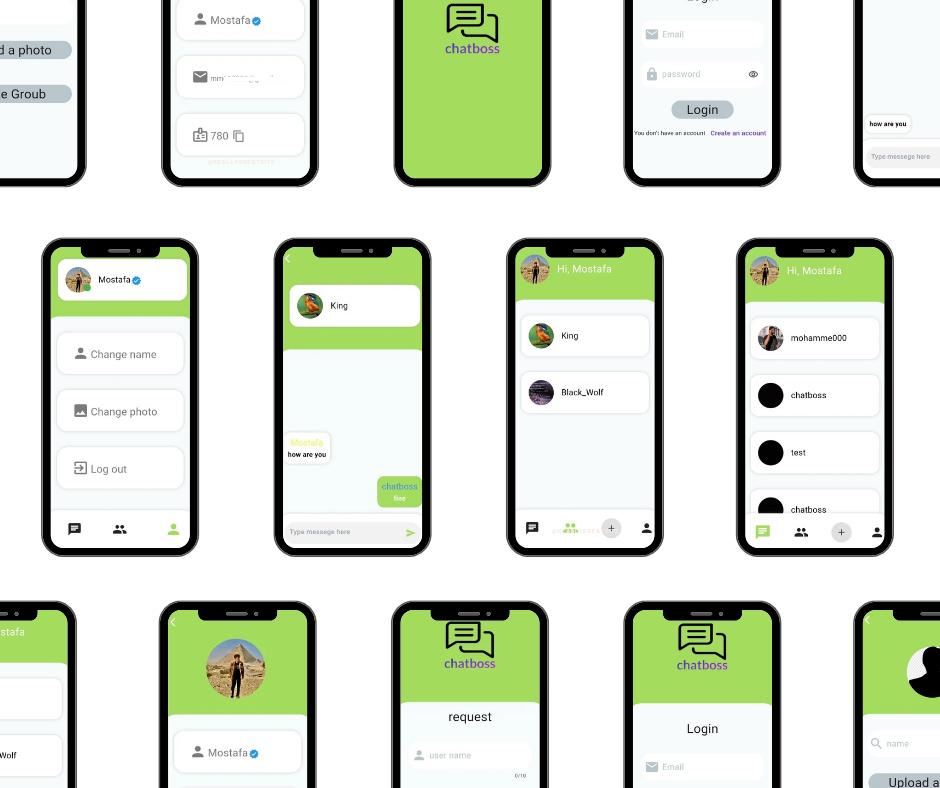 d a photo
e Groub
Mostafa
780
chatboss
Login
Email
password
Login
You don't have an account Create an account
how are you
Type messege here
Mostafa
Change name
Change photo
Log out
King
Mostafa
how are you
chatboss
fine
Type messege here
Hi, Mostafa
King
Black_Wolf
Hi, Mostafa
mohamme000
chatboss
test
chatboss
stafa
Wolf
Mostafa
chatboss
request
user name
0/10
chatboss
Login
Email
name
Upload a